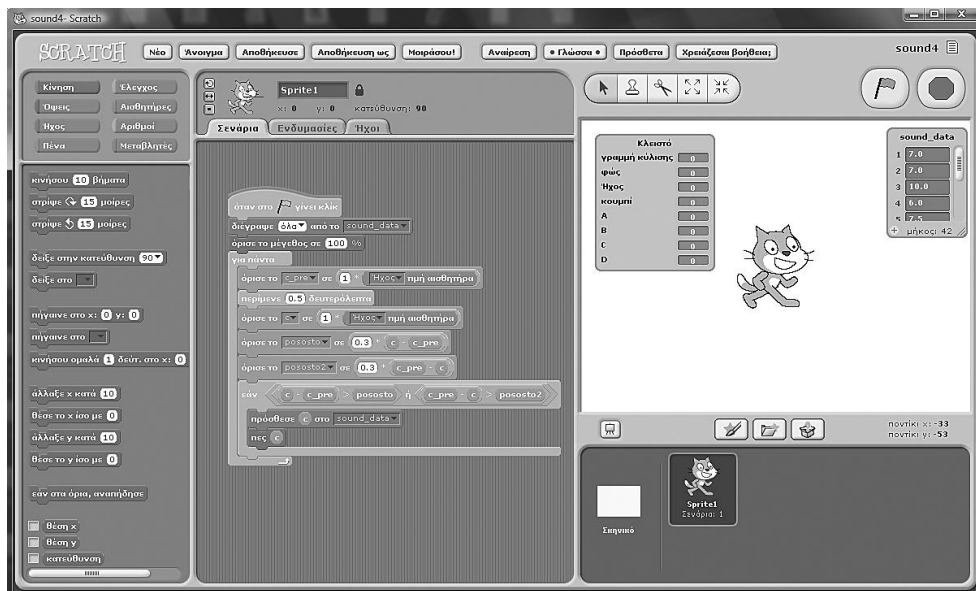 sound4- Scratch
SCRATCH Νέο Άνοιγμα Αποθήκευσε Αποθήκευση ως Μοιράσου! Αναίρεση • Γλώσσα • Πρόσθετα Χρειάζεσαι βοήθεια; sound4
Κίνηση Έλεγχος
Όψεις Αισθητήρες
Ήχος Αριθμοί
Πένα Μεταβλητές
κινήσου 10 βήματα
στρίψε 15 μοίρες
στρίψε 15 μοίρες
δείξε στην κατεύθυνση 90
δείξε στο
πήγαινε στο x: 0 y: 0
πήγαινε στο
κινήσου ομαλά 1 δεύτ. στο x: 0
άλλαξε x κατά 10
θέσε το x ίσο με 0
άλλαξε y κατά 10
θέσε το y ίσο με 0
εάν στα όρια, αναπήδησε
θέση x
θέση y
κατεύθυνση
Sprite1
x: 0 y: 0 κατεύθυνση: 90
Σενάρια Ενδυμασίες Ήχοι
όταν στο γίνει κλίκ
διέγραψε όλα από το sound_data
όρισε το μέγεθος σε 100 %
για πάντα
όρισε το c_pre σε 1 * Ήχος τιμή αισθητήρα
περίμενε 0.5 δευτερόλεπτα
όρισε το c σε 1 * Ήχος τιμή αισθητήρα
όρισε το pososto σε 0.3 * c - c_pre
όρισε το pososto2 σε 0.3 * c_pre - c
εάν c - c_pre > pososto ή c_pre - c > pososto2
πρόσθεσε c στο sound_data
πες c
Κλειστό
γραμμή κύλισης 0
φώς 0
Ήχος 0
κουμπί 0
A 0
B 0
C 0
D 0
sound_data
1 7.0
2 7.0
3 10.0
4 6.0
5 7.5
+ μήκος: 42
ποντίκι x: -33
ποντίκι y: -53
Σκηνικό
Sprite1
Σενάρια: 1